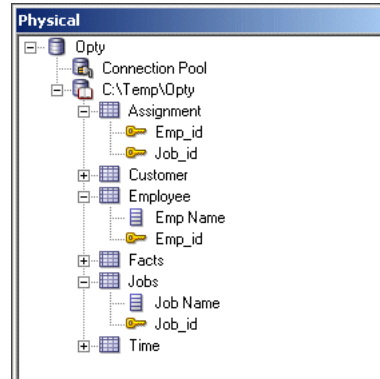 Physical
Opty
Connection Pool
C:\Temp\Opty
Assignment
Emp_id
Job_id
Customer
Employee
Emp Name
Emp_id
Facts
Jobs
Job Name
Job_id
Time